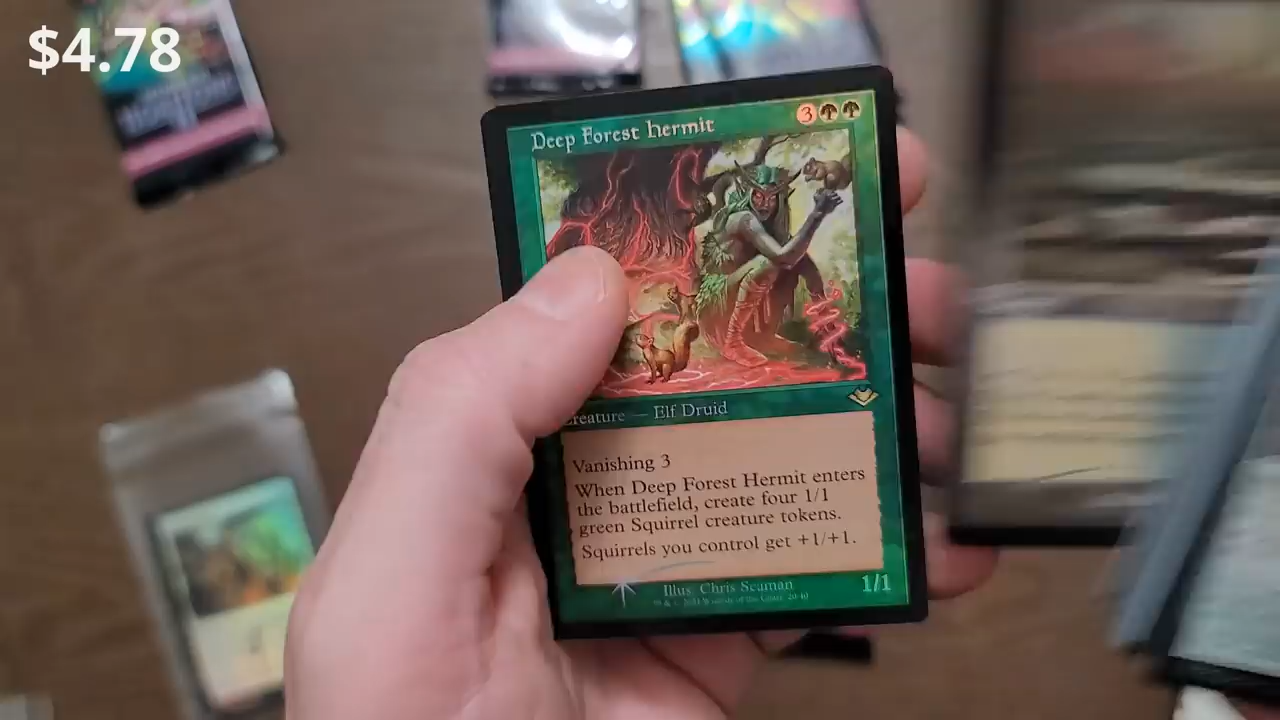 $4.78
Deep Forest Hermit
3
Creature — Elf Druid
Vanishing 3
When Deep Forest Hermit enters
the battlefield, create four 1/1
green Squirrel creature tokens.
Squirrels you control get +1/+1.
Illus. Chris Seaman
1/1